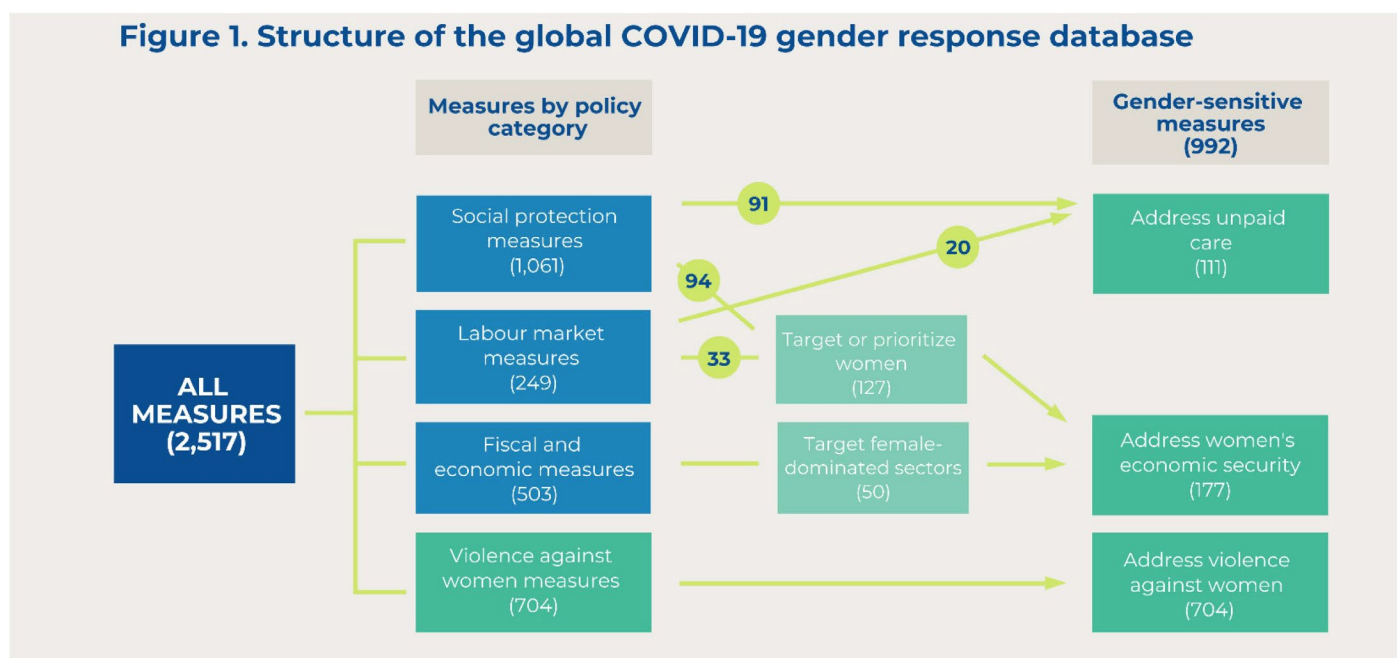 Figure 1. Structure of the global COVID-19 gender response database
Measures by policy
category
Gender-sensitive
measures
(992)
ALL
MEASURES
(2,517)
Social protection
measures
(1,061)
Labour market
measures
(249)
Fiscal and
economic measures
(503)
Violence against
women measures
(704)
91
20
94
33
Target or prioritize
women
(127)
Target female-
dominated sectors
(50)
Address unpaid
care
(111)
Address women's
economic security
(177)
Address violence
against women
(704)